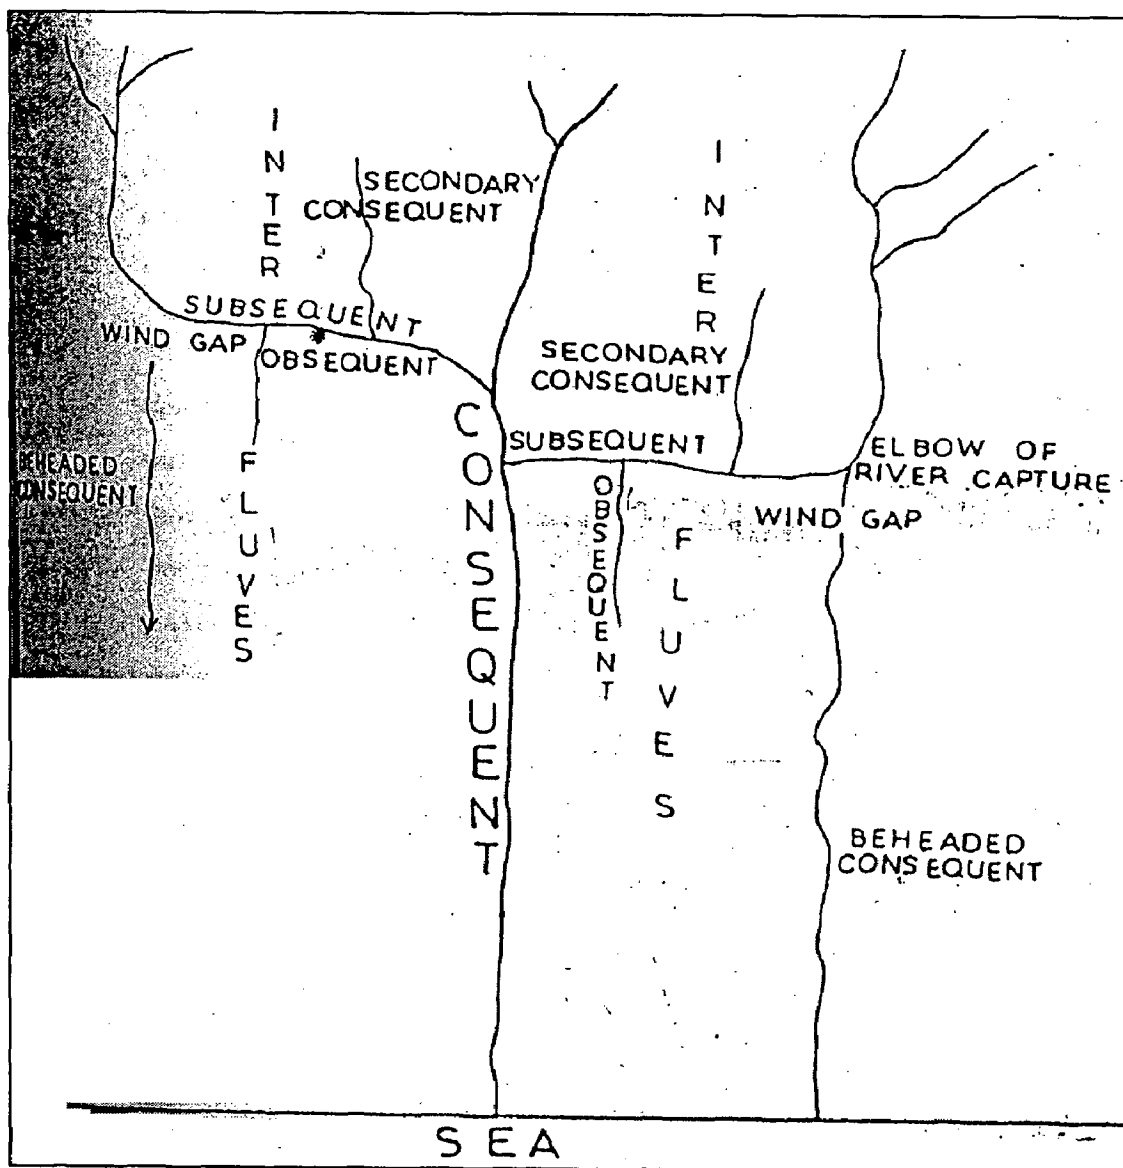 INTER
INTER
SECONDARY
CONSEQUENT
SUBSEQUENT
WIND GAP
OBSEQUENT
SECONDARY
CONSEQUENT
CONSEQUENT
SUBSEQUENT
ELBOW OF
RIVER CAPTURE
BEHEADED
CONSEQUENT
FLUVES
OBSEQUENT
WIND GAP
FLUVES
BEHEADED
CONSEQUENT
SEA